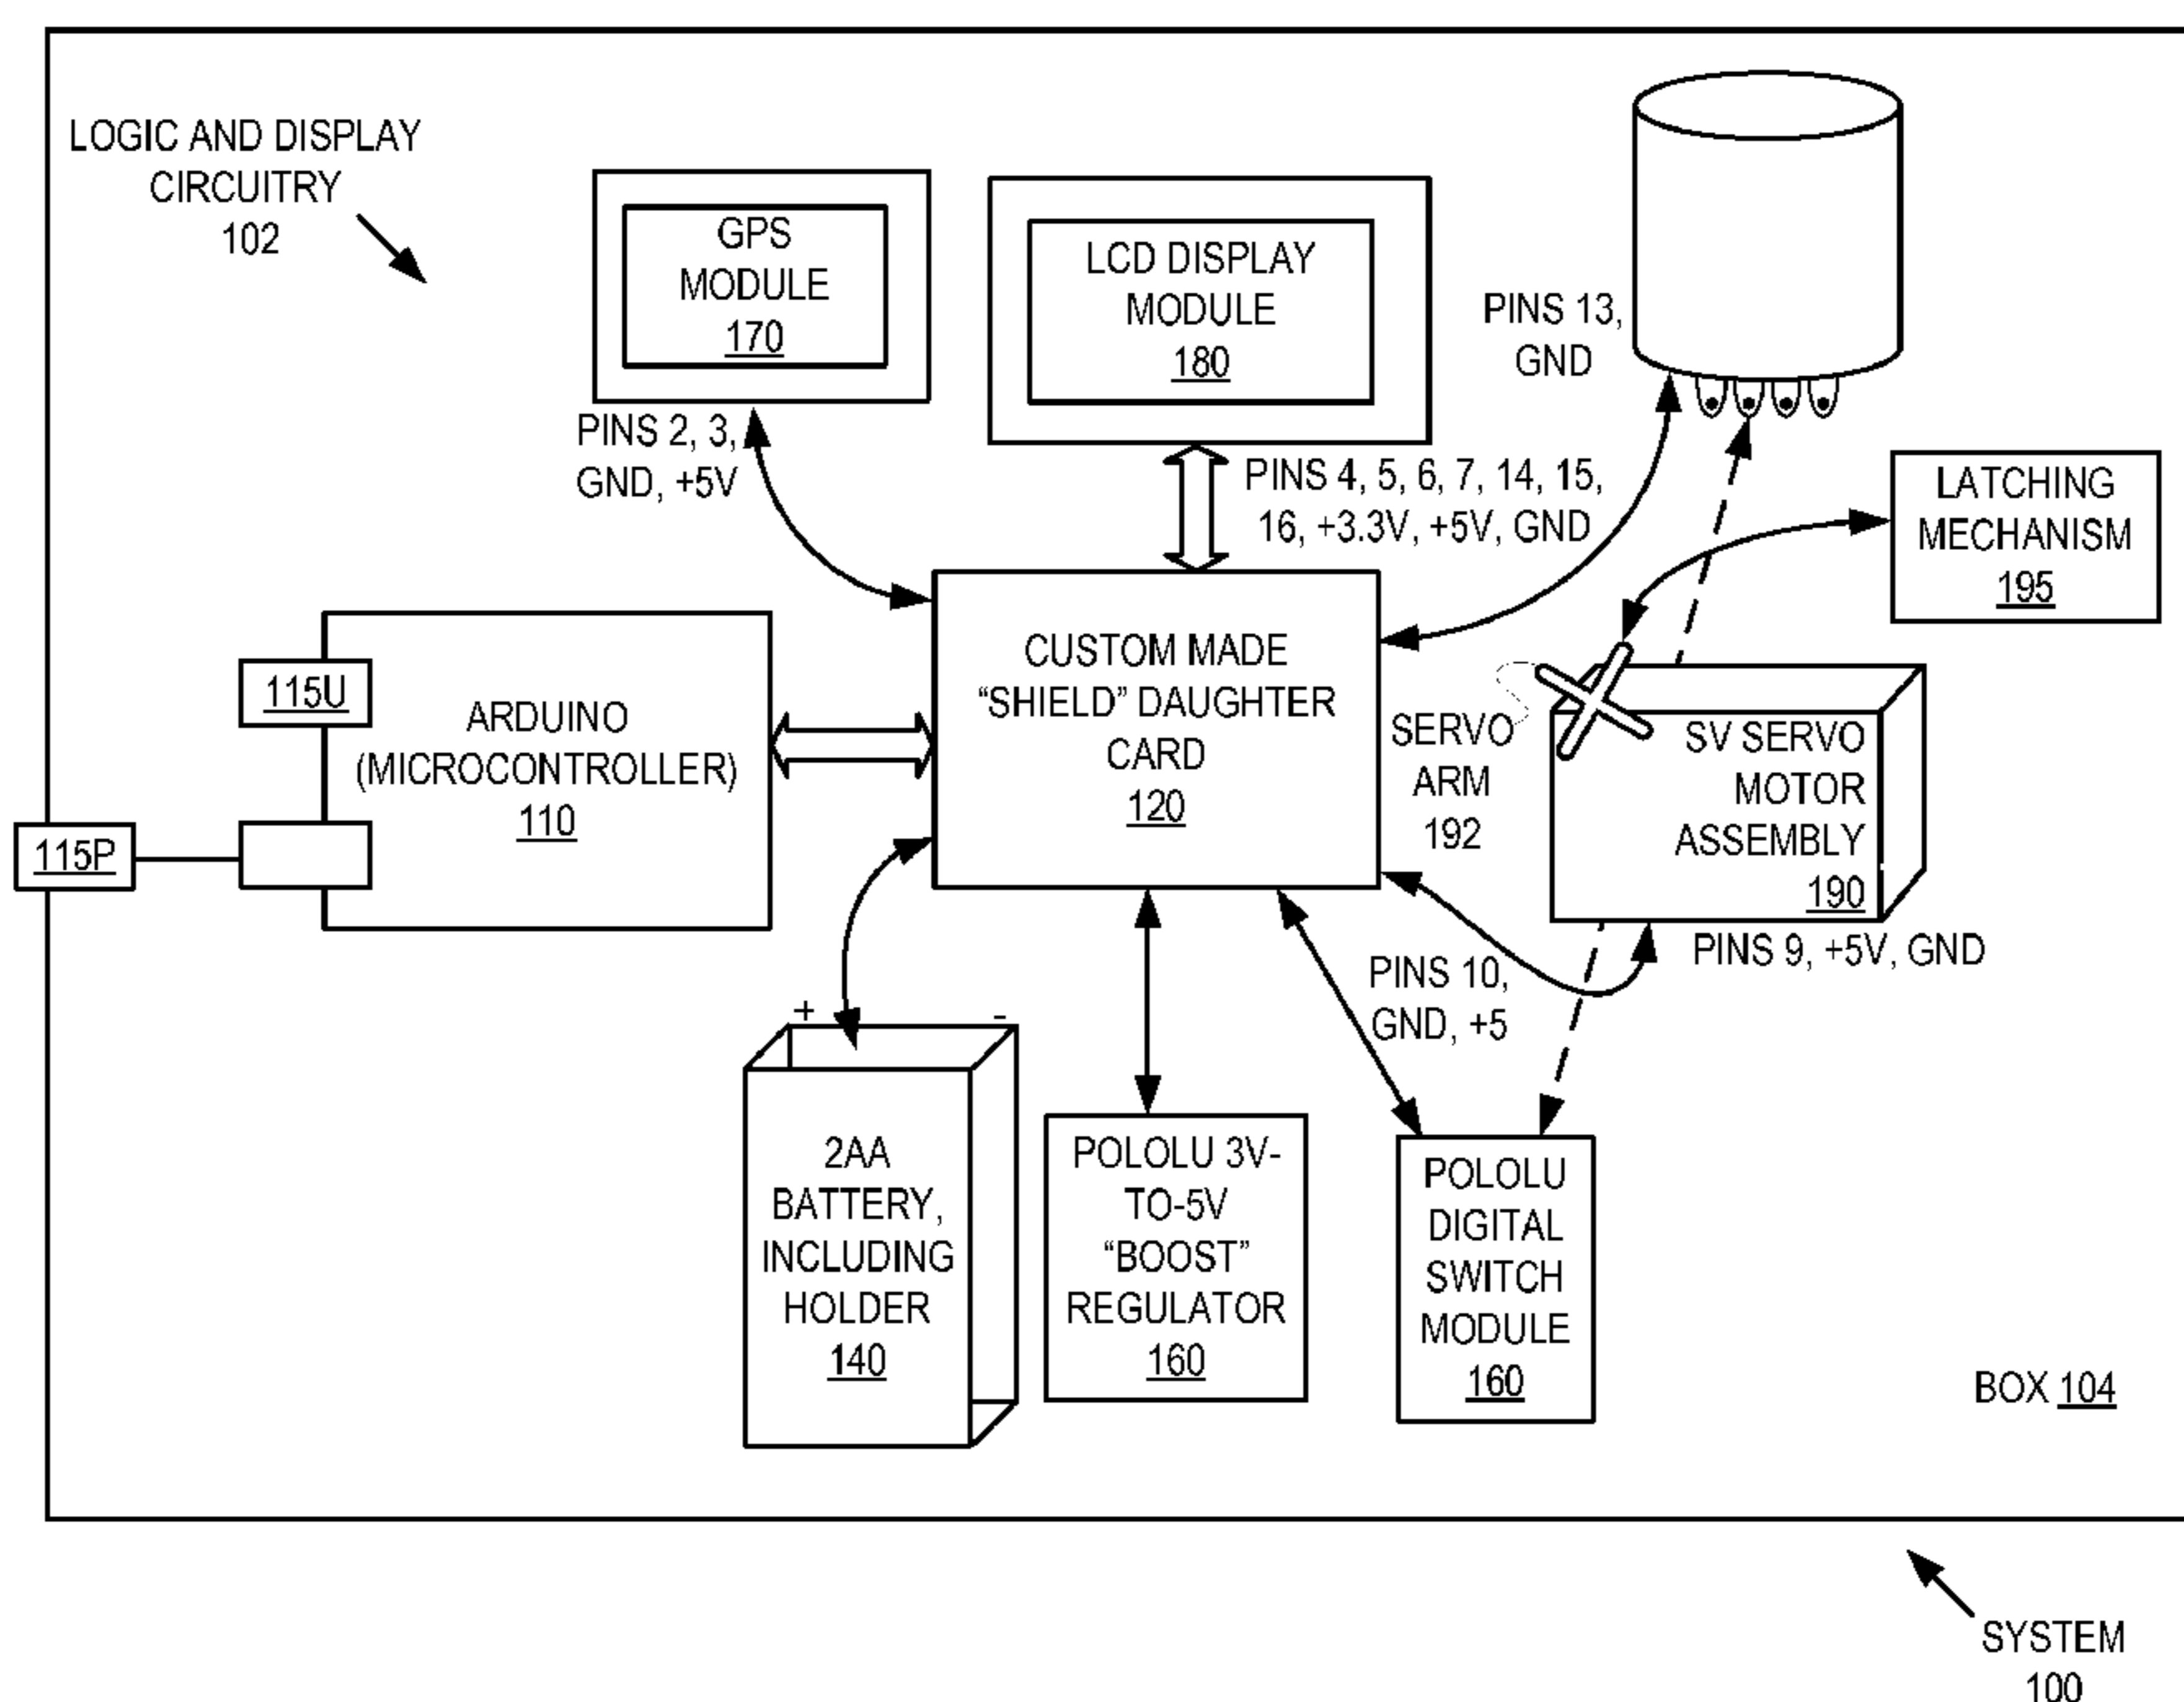 LOGIC AND DISPLAY
CIRCUITRY
102
GPS
MODULE
170
LCD DISPLAY
MODULE
180
PINS 13,
GND
PINS 2, 3,
GND, +5V
PINS 4, 5, 6, 7, 14, 15,
16, +3.3V, +5V, GND
LATCHING
MECHANISM
195
115U
ARDUINO
(MICROCONTROLLER)
110
115P
CUSTOM MADE
“SHIELD” DAUGHTER
CARD
120
SERVO
ARM
192
SV SERVO
MOTOR
ASSEMBLY
190
PINS 9, +5V, GND
PINS 10,
GND, +5
+
-
2AA
BATTERY,
INCLUDING
HOLDER
140
POLOLU 3V-
TO-5V
“BOOST”
REGULATOR
160
POLOLU
DIGITAL
SWITCH
MODULE
160
BOX 104
SYSTEM
100